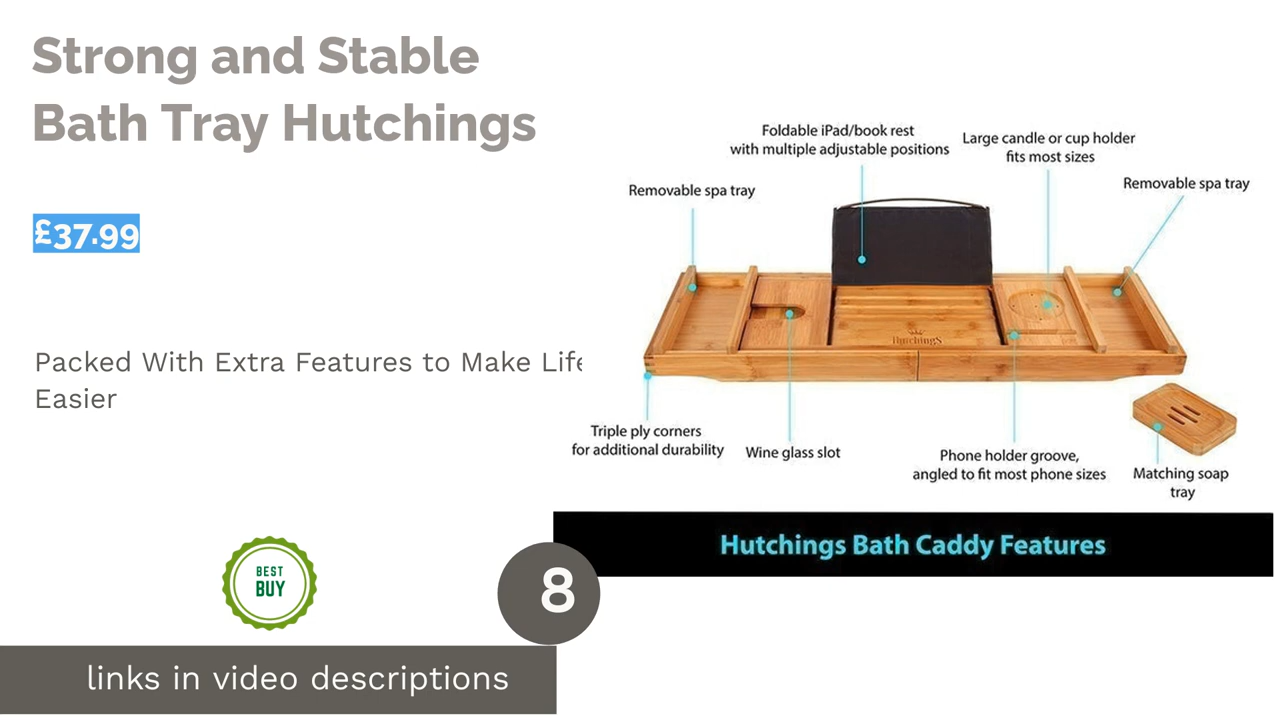 Strong and Stable
Bath Tray Hutchings
£37.99
Packed With Extra Features to Make Life
Easier
Foldable iPad/book rest
with multiple adjustable positions
Large candle or cup holder
fits most sizes
Removable spa tray
Removable spa tray
HutchingS
Triple ply corners
for additional durability
Wine glass slot
Phone holder groove,
angled to fit most phone sizes
Matching soap
tray
Hutchings Bath Caddy Features
BEST
BUY
8
links in video descriptions